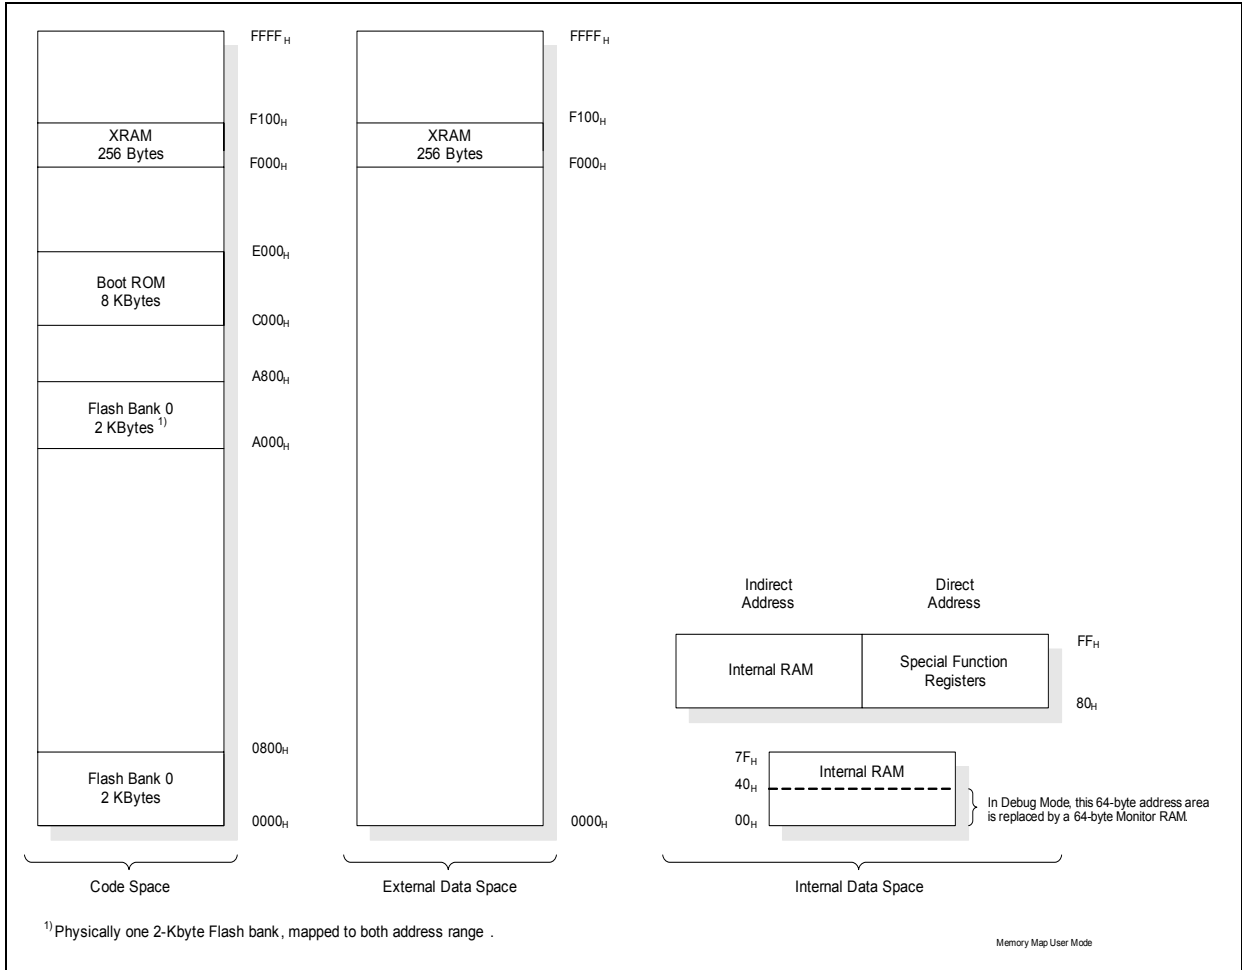 FFFFH
F100H
XRAM
256 Bytes
F000H
E000H
Boot ROM
8 KBytes
C000H
A800H
Flash Bank 0
2 KBytes 1)
A000H
0800H
Flash Bank 0
2 KBytes
0000H
Code Space
FFFFH
F100H
XRAM
256 Bytes
F000H
0000H
External Data Space
Indirect
Address
Direct
Address
FFH
Internal RAM
Special Function
Registers
80H
7FH
Internal RAM
40H
In Debug Mode, this 64-byte address area
is replaced by a 64-byte Monitor RAM.
00H
Internal Data Space
1) Physically one 2-Kbyte Flash bank, mapped to both address range .
Memory Map User Mode